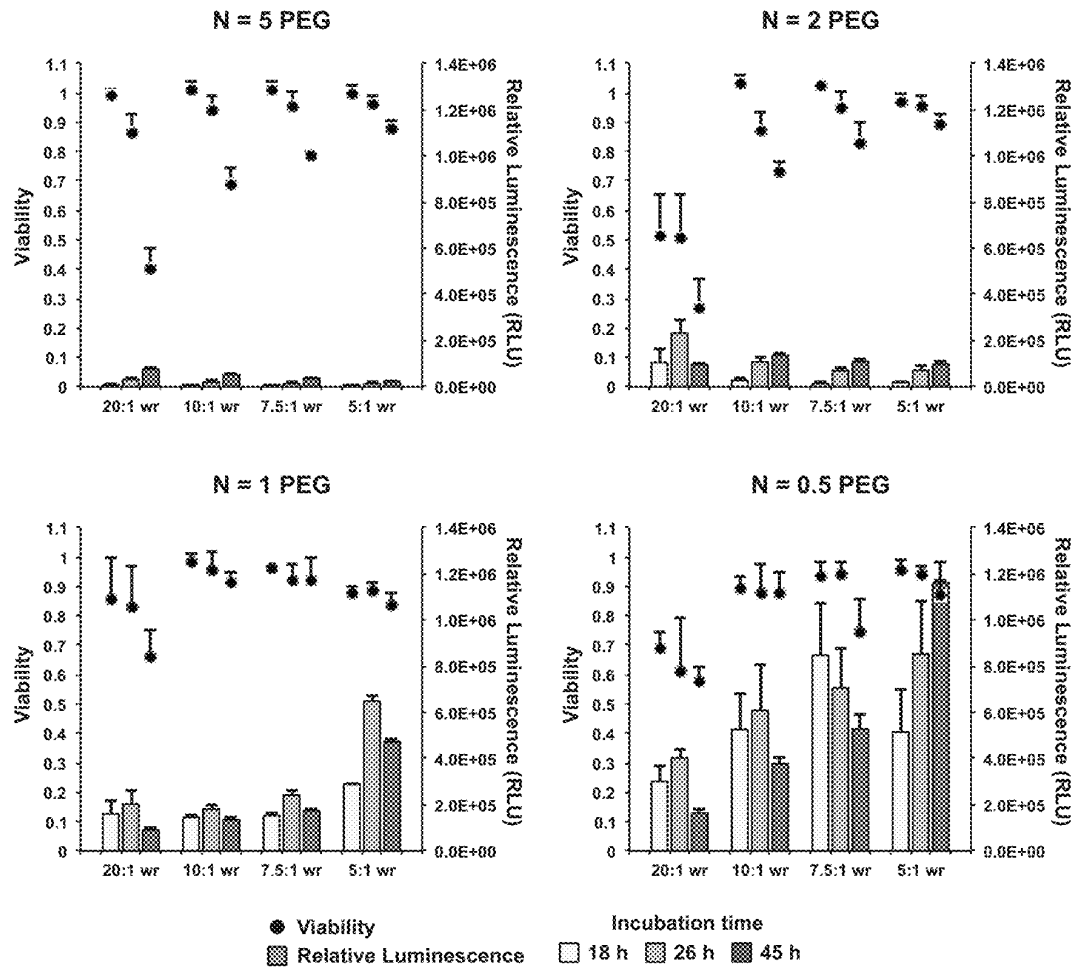 N = 5 PEG
N = 2 PEG
Viability
1.1
1
0.9
0.8
0.7
0.6
0.5
0.4
0.3
0.2
0.1
0
1.4E+06
1.2E+06
1.0E+06
8.0E+05
6.0E+05
4.0E+05
2.0E+05
0.0E+00
Relative Luminescence (RLU)
20:1 wr 10:1 wr 7.5:1 wr 5:1 wr
Viability
1.1
1
0.9
0.8
0.7
0.6
0.5
0.4
0.3
0.2
0.1
0
1.4E+06
1.2E+06
1.0E+06
8.0E+05
6.0E+05
4.0E+05
2.0E+05
0.0E+00
Relative Luminescence (RLU)
20:1 wr 10:1 wr 7.5:1 wr 5:1 wr
N = 1 PEG
N = 0.5 PEG
Viability
1.1
1
0.9
0.8
0.7
0.6
0.5
0.4
0.3
0.2
0.1
0
1.4E+06
1.2E+06
1.0E+06
8.0E+05
6.0E+05
4.0E+05
2.0E+05
0.0E+00
Relative Luminescence (RLU)
20:1 wr 10:1 wr 7.5:1 wr 5:1 wr
Viability
1.1
1
0.9
0.8
0.7
0.6
0.5
0.4
0.3
0.2
0.1
0
1.4E+06
1.2E+06
1.0E+06
8.0E+05
6.0E+05
4.0E+05
2.0E+05
0.0E+00
Relative Luminescence (RLU)
20:1 wr 10:1 wr 7.5:1 wr 5:1 wr
Viability
Incubation time
Relative Luminescence
18 h 26 h 45 h